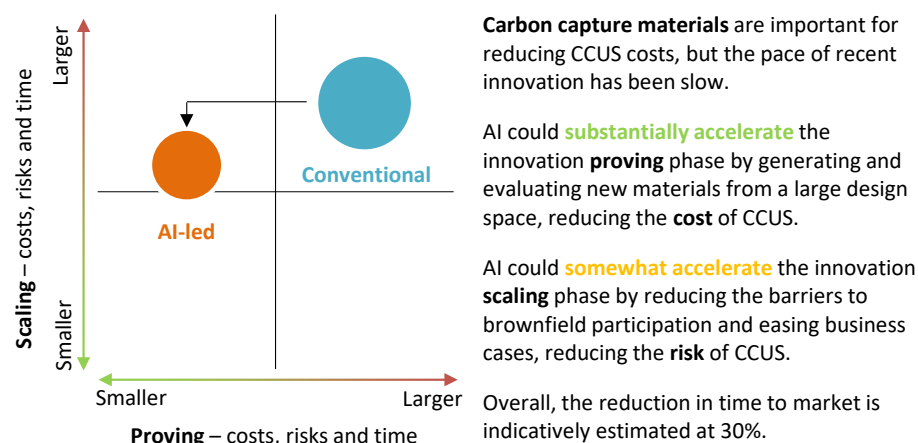 Larger
Scaling – costs, risks and time
Smaller
Conventional
AI-led
Smaller
Larger
Proving – costs, risks and time
Carbon capture materials are important for
reducing CCUS costs, but the pace of recent
innovation has been slow.
AI could substantially accelerate the
innovation proving phase by generating and
evaluating new materials from a large design
space, reducing the cost of CCUS.
AI could somewhat accelerate the innovation
scaling phase by reducing the barriers to
brownfield participation and easing business
cases, reducing the risk of CCUS.
Overall, the reduction in time to market is
indicatively estimated at 30%.